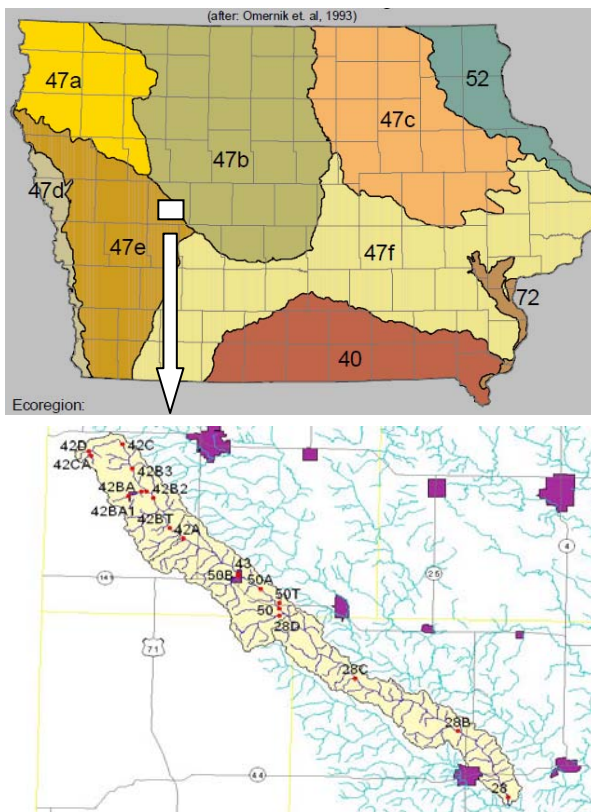 (after: Omernik et. al, 1993)
47a
52
47b
47c
47d
47e
47f
72
40
Ecoregion:
42D
42C
42CA
42B3
42BA
42B2
42BA1
42BT
42A
4
25
43
141
50B
50A
50T
50
28D
71
28C
28B
44
28